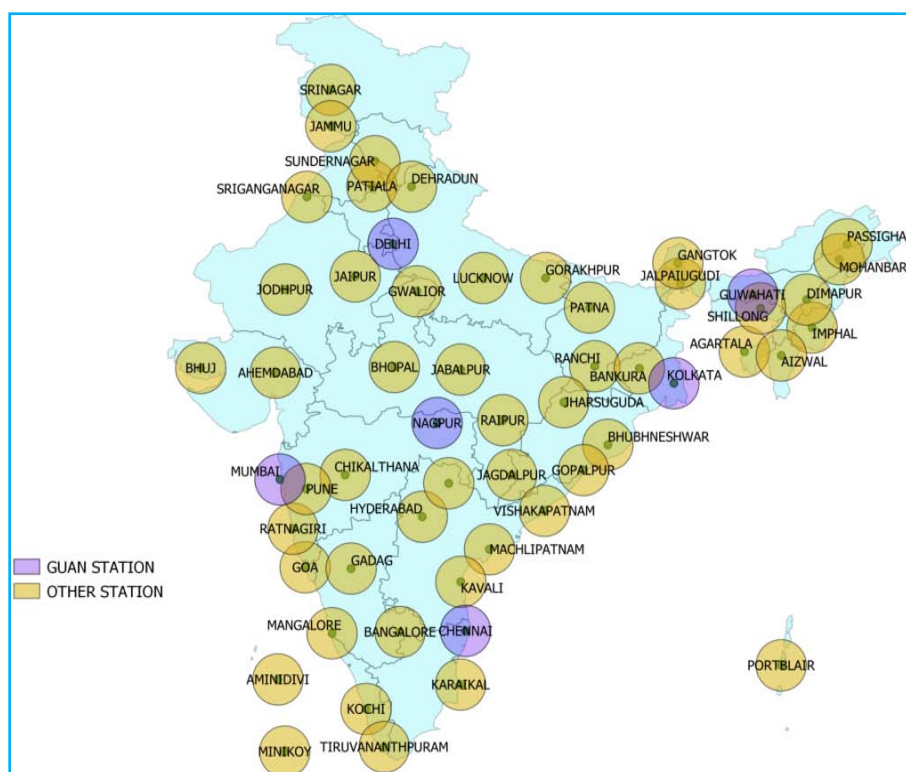 SRINAGAR
JAMMU
SUNDERNAGAR
SRIGANGANAGAR
PATIALA
DEHRADUN
DELHI
GANGTOK
PASSIGHA
JODHPUR
JAIPUR
GWALIOR
LUCKNOW
GORAKHPUR
JALPAIUGUDI
MOHANBAR
PATNA
GUWAHATI
DIMAPUR
SHILLONG
IMPHAL
AGARTALA
AIZWAL
BHUJ
AHEMDABAD
BHOPAL
JABALPUR
RANCHI
BANKURA
KOLKATA
JHARSUGUDA
NAGPUR
RAIPUR
BHUBHNESHWAR
MUMBAI
PUNE
CHIKALTHANA
JAGDALPUR
GOPALPUR
HYDERABAD
VISHAKAPATNAM
RATNAGIRI
MACHLIPATNAM
GOA
GADAG
KAVALI
GUAN STATION
OTHER STATION
MANGALORE
BANGALORE
CHENNAI
PORTBLAIR
AMINIDIVI
KARAIKAL
KOCHI
MINIKOY
TIRUVANANTHPURAM